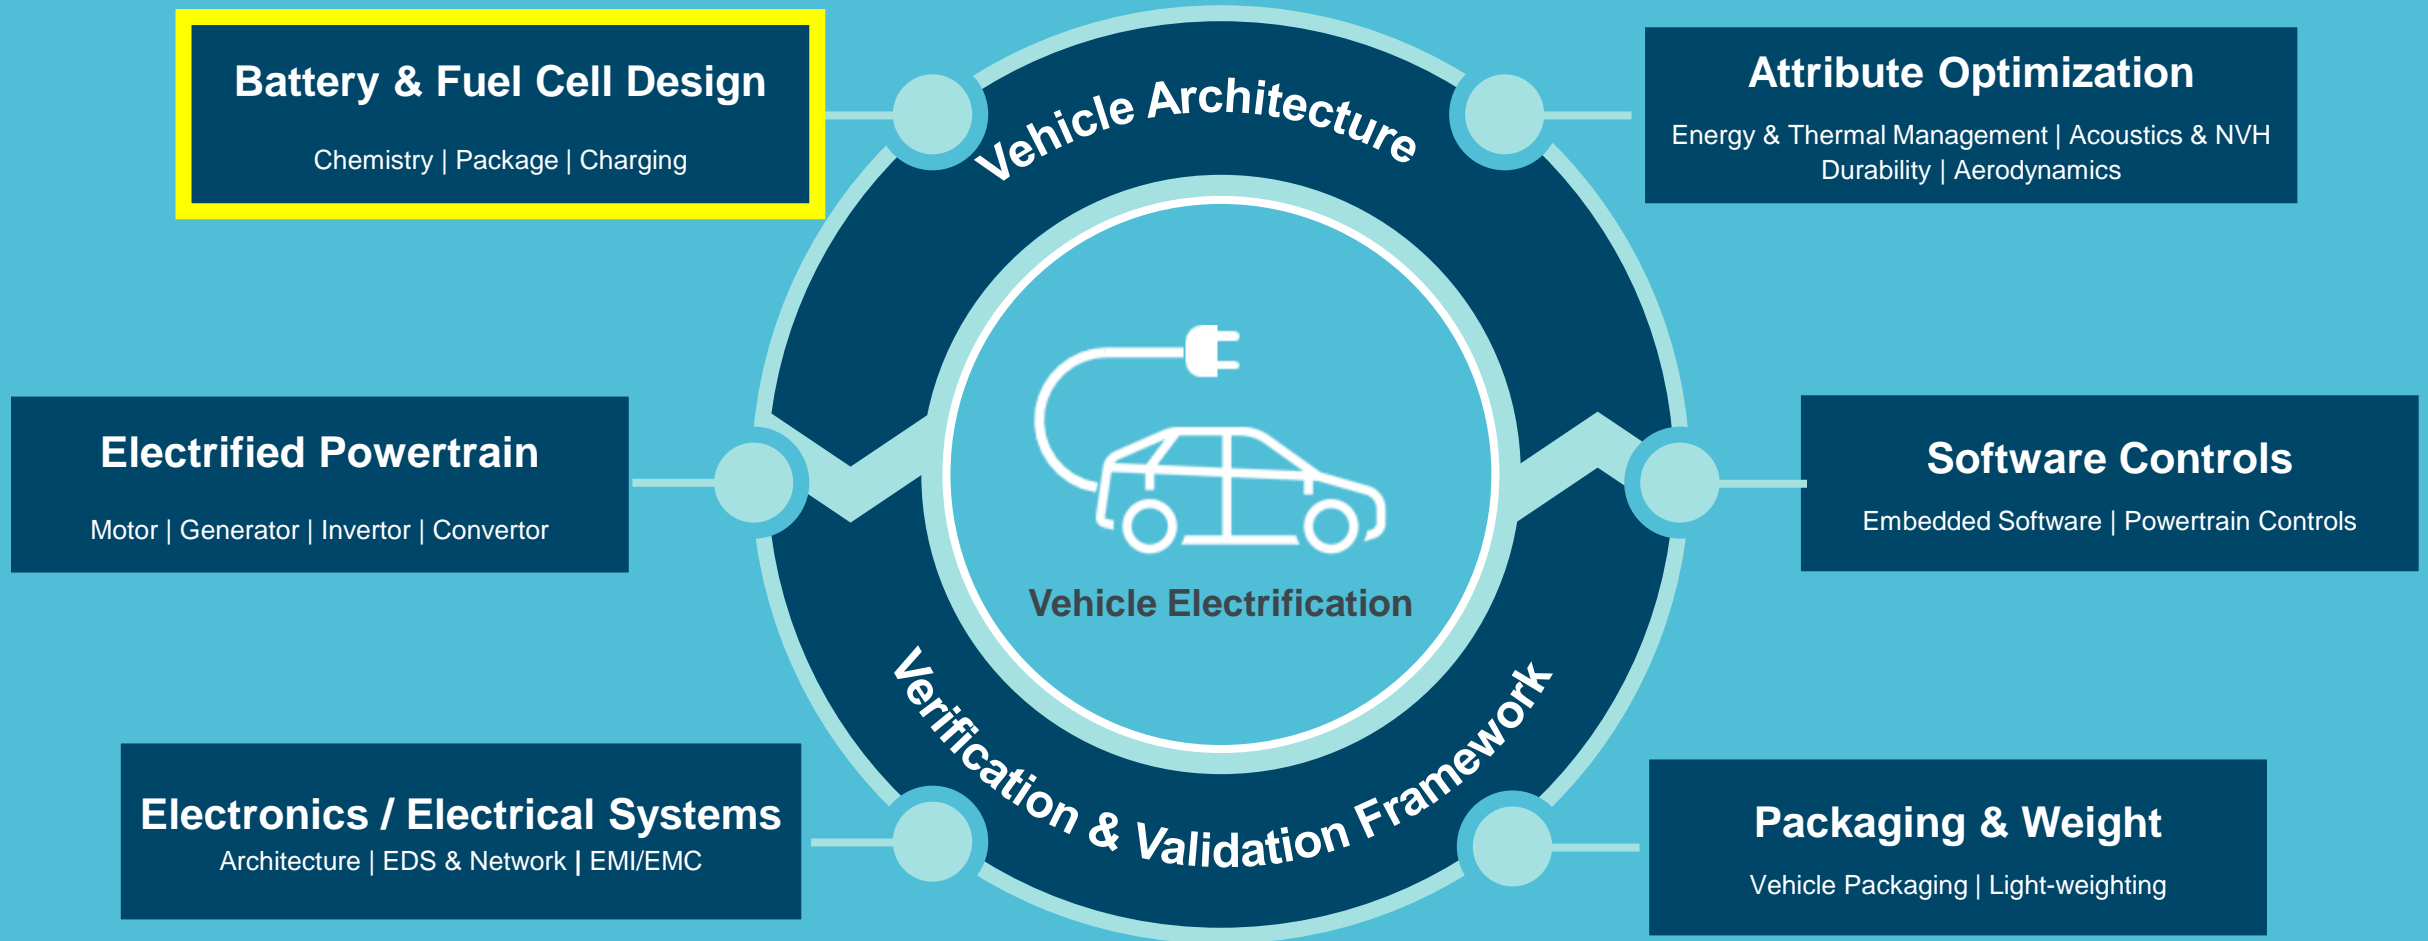 Battery & Fuel Cell Design
Chemistry | Package | Charging
Vehicle Architecture
Attribute Optimization
Energy & Thermal Management | Acoustics & NVH
Durability | Aerodynamics
Electrified Powertrain
Motor | Generator | Invertor | Convertor
Vehicle Electrification
Software Controls
Embedded Software | Powertrain Controls
Electronics / Electrical Systems
Architecture | EDS & Network | EMI/EMC
Verification & Validation Framework
Packaging & Weight
Vehicle Packaging | Light-weighting